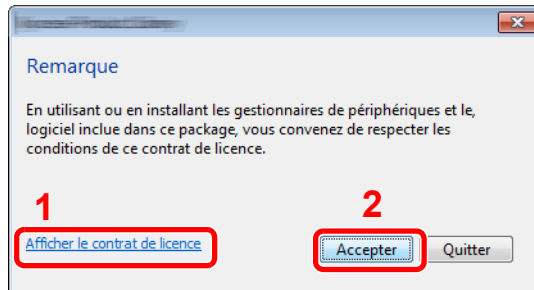 Remarque
En utilisant ou en installant les gestionnaires de périphériques et le,
logiciel inclue dans ce package, vous convenez de respecter les
conditions de ce contrat de licence.
1
2
Afficher le contrat de licence
Accepter
Quitter